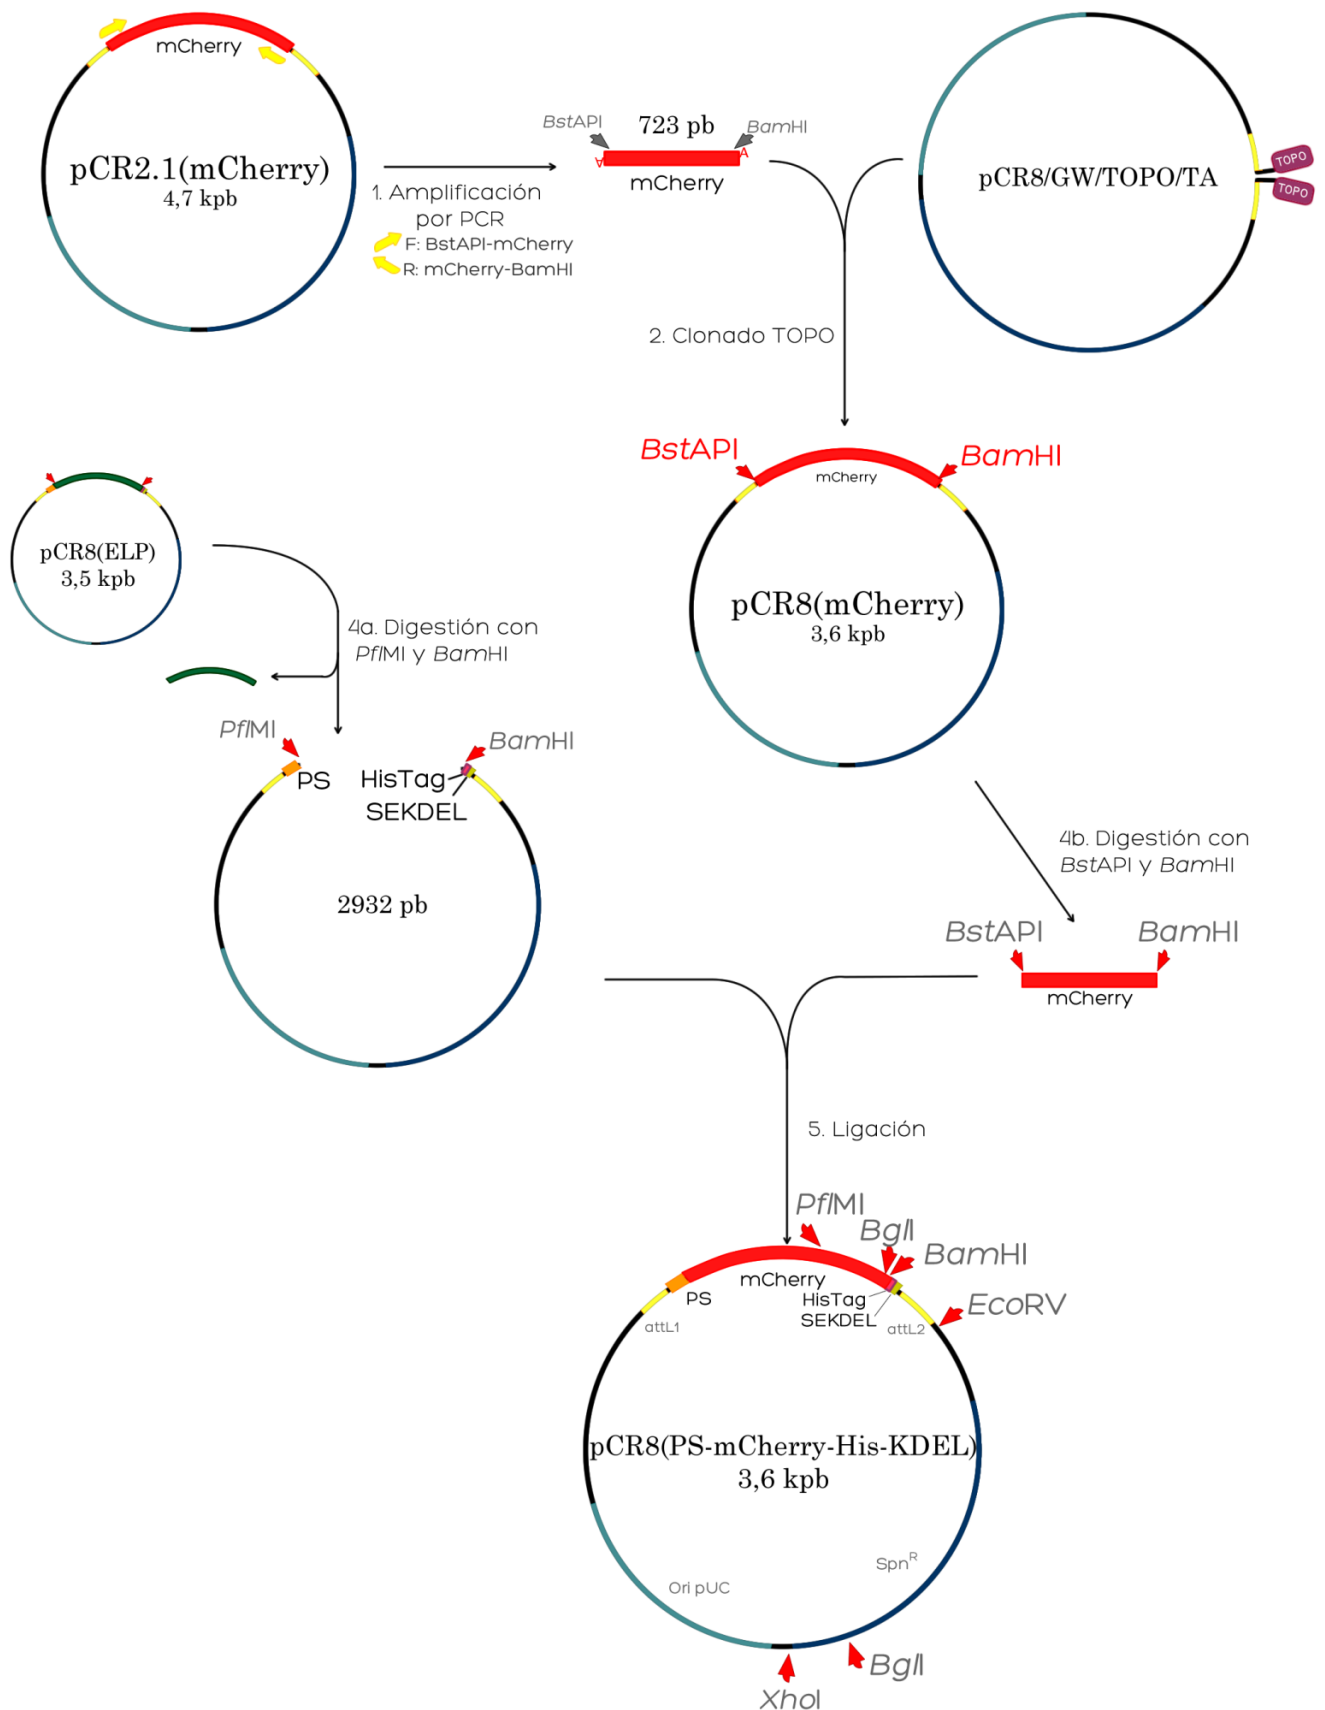 mCherry
pCR2.1(mCherry)
4,7 kpb
1. Amplificación
por PCR
F: BstAPI-mCherry
R: mCherry-BamHI
BstAPI
723 pb
BamHI
A
A
mCherry
pCR8/GW/TOPO/TA
TOPO
TOPO
2. Clonado TOPO
BstAPI
BamHI
mCherry
pCR8(mCherry)
3,6 kpb
pCR8(ELP)
3,5 kpb
4a. Digestión con
PflMI y BamHI
PflMI
BamHI
PS
HisTag
SEKDEL
2932 pb
4b. Digestión con
BstAPI y BamHI
BstAPI
BamHI
mCherry
5. Ligación
PflMI
BglI
BamHI
mCherry
PS
HisTag
SEKDEL
EcoRV
attL1
attL2
pCR8(PS-mCherry-His-KDEL)
3,6 kpb
SpnR
Ori pUC
BglI
XhoI